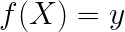 f(X) = y